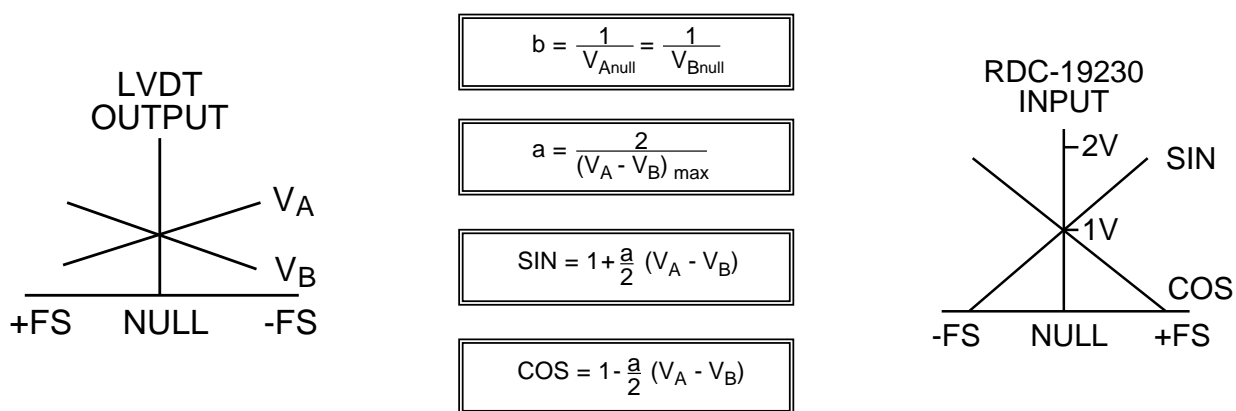 LVDT
OUTPUT
V_A
V_B
+FS NULL -FS
b = 1/V_Anull = 1/V_Bnull
a = 2/(V_A - V_B) max
SIN = 1+ a/2 (V_A - V_B)
COS = 1- a/2 (V_A - V_B)
RDC-19230
INPUT
2V
SIN
1V
COS
-FS NULL +FS